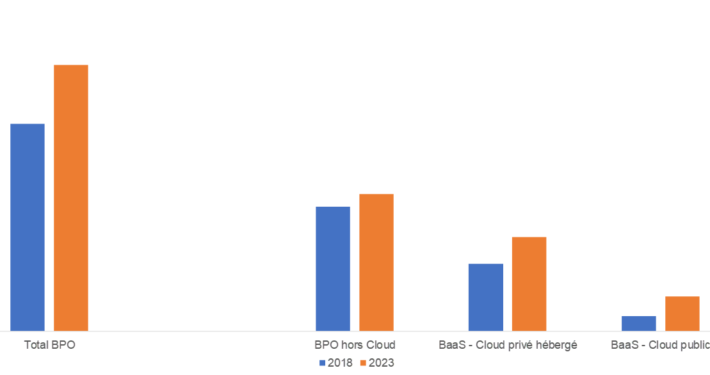 Total BPO
BPO hors Cloud
BaaS - Cloud privé hébergé
BaaS - Cloud public
2018 2023